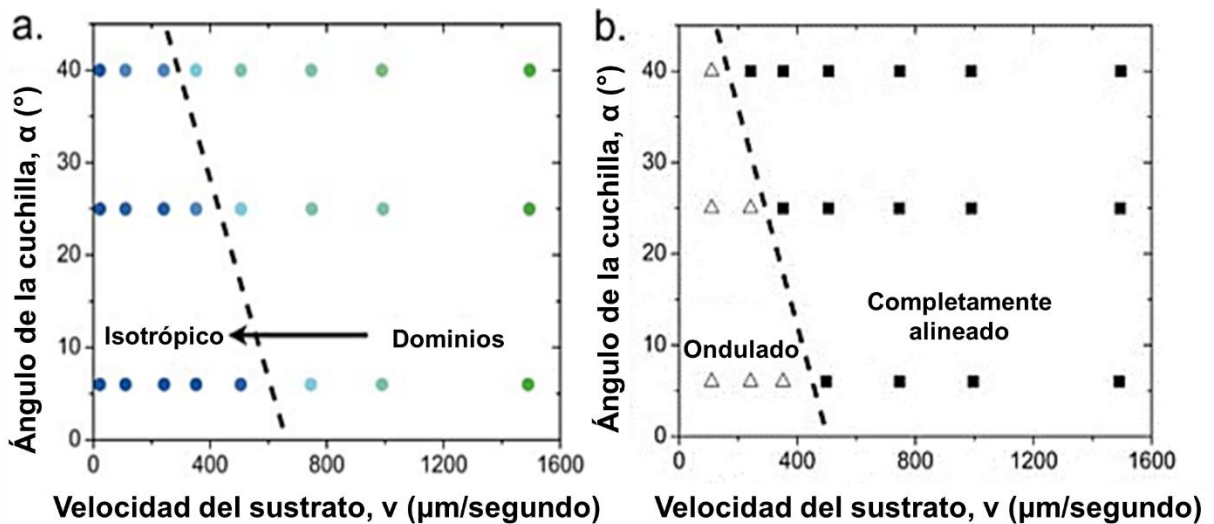 a.
Ángulo de la cuchilla, α (°)
40
30
20
10
0
Isotrópico
Dominios
0
400
800
1200
1600
Velocidad del sustrato, v (μm/segundo)
b.
Ángulo de la cuchilla, α (°)
40
30
20
10
0
Completamente
alineado
Ondulado
0
400
800
1200
1600
Velocidad del sustrato, v (μm/segundo)